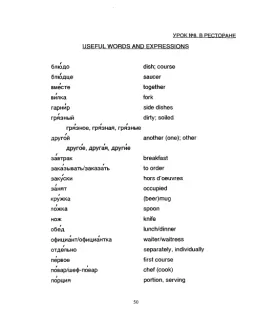 УРОК №8. В РЕСТОРАНЕ
USEFUL WORDS AND EXPRESSIONS
блю́до dish; course
блю́дце saucer
вме́сте together
ви́лка fork
гарни́р side dishes
гря́зный dirty; soiled
гря́зное, гря́зная, гря́зные
друго́й another (one); other
друго́е, друга́я, други́е
за́втрак breakfast
зака́зывать/заказа́ть to order
заку́ски hors d'oeuvres
за́нят occupied
кру́жка (beer)mug
ло́жка spoon
нож knife
обе́д lunch/dinner
официа́нт/официа́нтка waiter/waitress
отде́льно separately, individually
пе́рвое first course
по́вар/шеф-по́вар chef (cook)
по́рция portion, serving
50